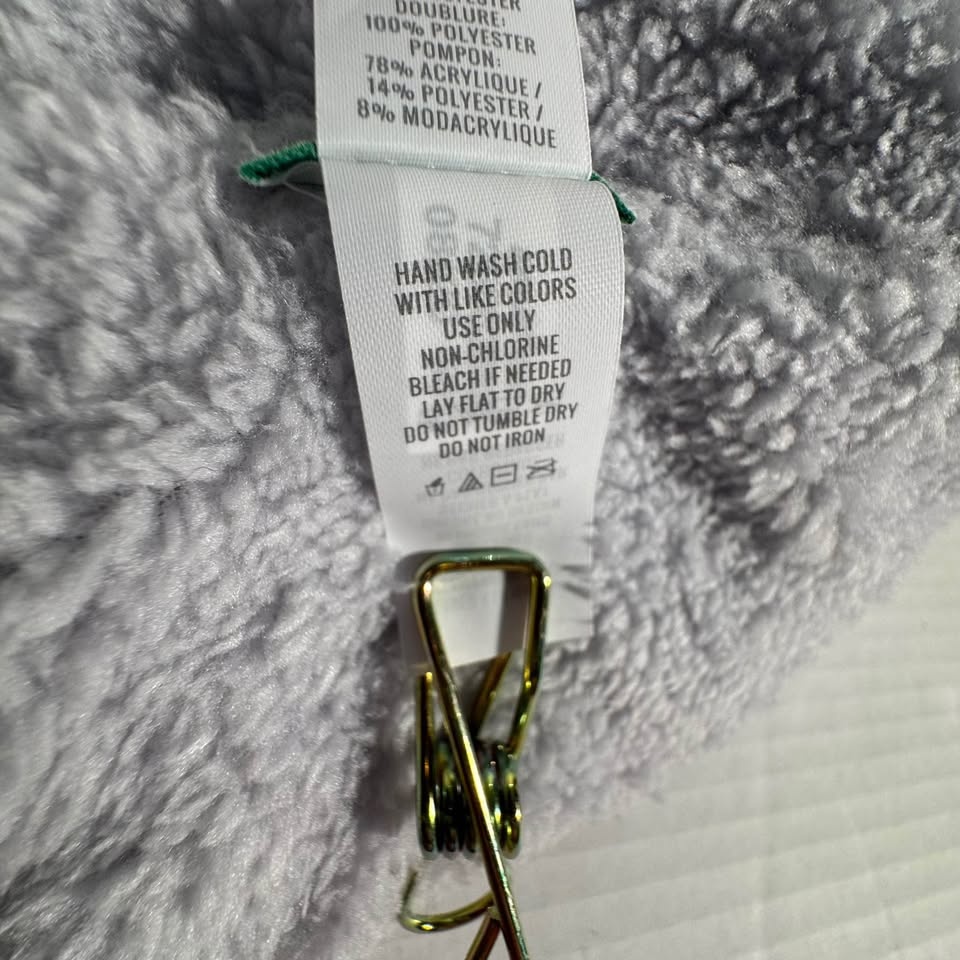 DOUBLURE:
100% POLYESTER
POMPON:
78% ACRYLIQUE /
14% POLYESTER /
8% MODACRYLIQUE
HAND WASH COLD
WITH LIKE COLORS
USE ONLY
NON-CHLORINE
BLEACH IF NEEDED
LAY FLAT TO DRY
DO NOT TUMBLE DRY
DO NOT IRON